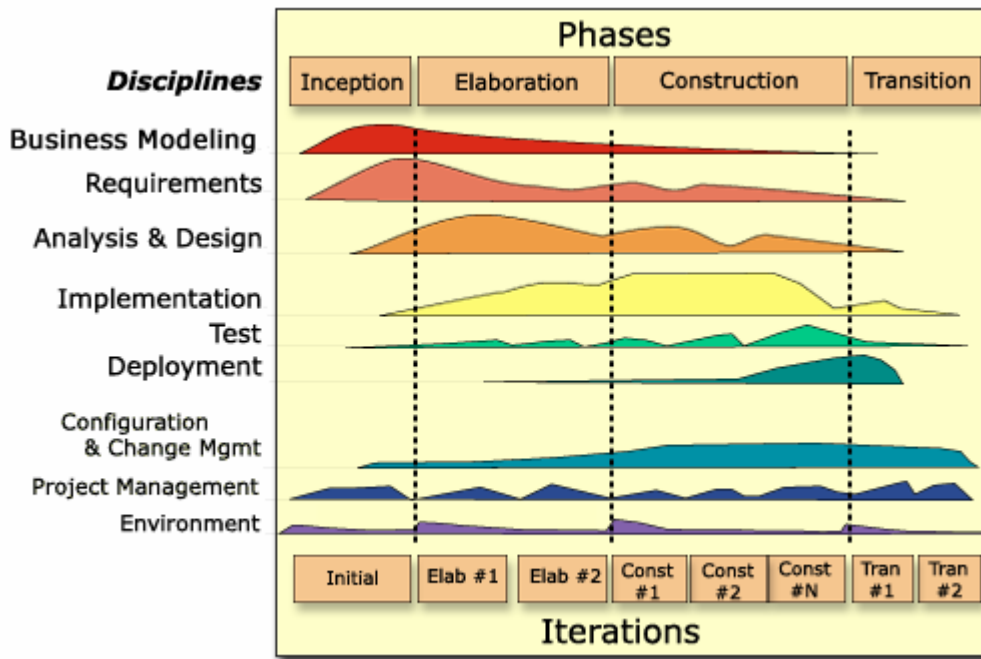 Phases
Disciplines
Inception
Elaboration
Construction
Transition
Business Modeling
Requirements
Analysis & Design
Implementation
Test
Deployment
Configuration
& Change Mgmt
Project Management
Environment
Initial
Elab #1
Elab #2
Const
#1
Const
#2
Const
#N
Tran
#1
Tran
#2
Iterations